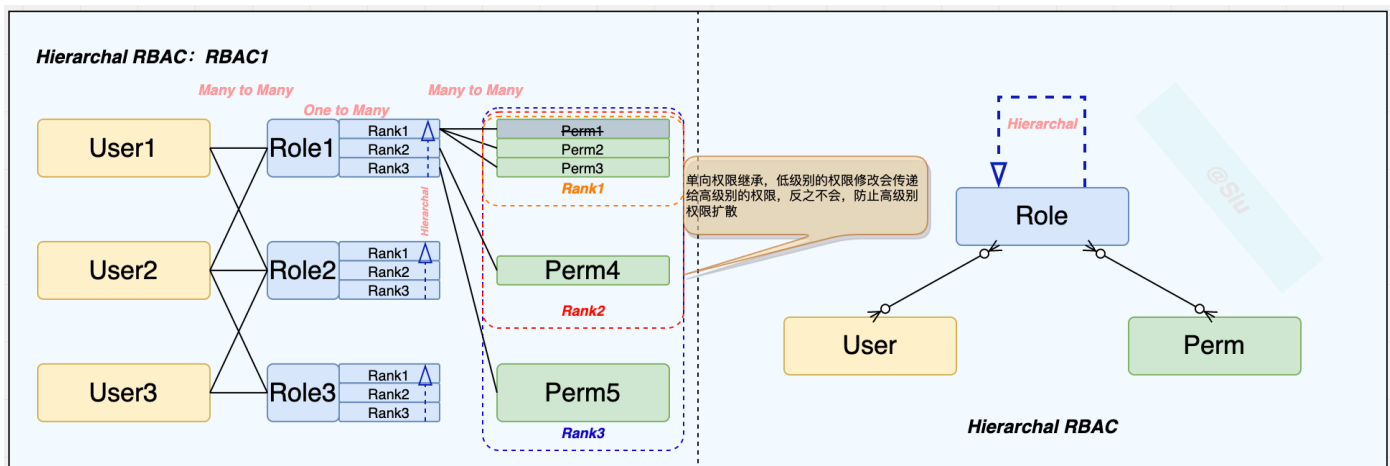 Hierarchal RBAC：RBAC1
Many to Many
One to Many
Many to Many
User1
Role1
Rank1
Rank2
Rank3
Hierarchal
Perm1
Perm2
Perm3
Rank1
单向权限继承，低级别的权限修改会传递
给高级别的权限，反之不会，防止高级别
权限扩散
User2
Role2
Rank1
Rank2
Rank3
Perm4
Rank2
User3
Role3
Rank1
Rank2
Rank3
Perm5
Rank3
Hierarchal
Role
User
Perm
Hierarchal RBAC
@Slu